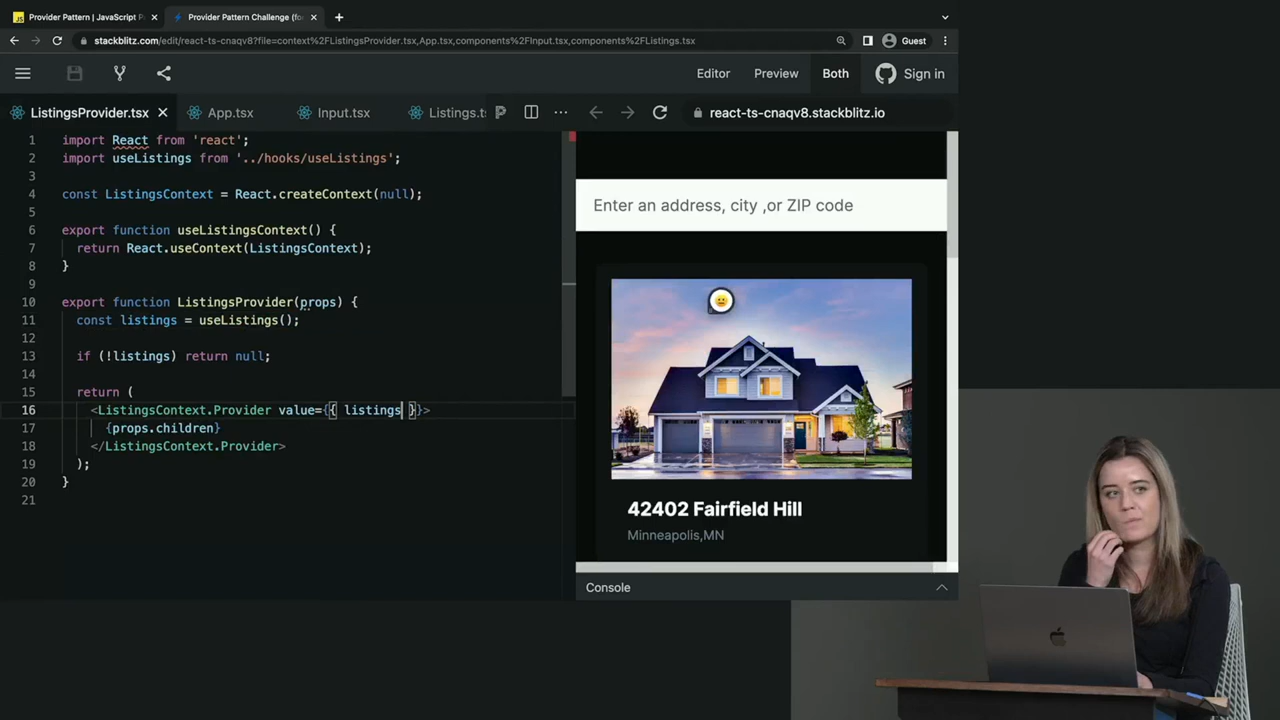 JS Provider Pattern | JavaScript Pa
Provider Pattern Challenge (fo
stackblitz.com/edit/react-ts-cnaqv8?file=context%2FListingsProvider.tsx,App.tsx,components%2FInput.tsx,components%2FListings.tsx
Guest
Editor
Preview
Both
Sign in
ListingsProvider.tsx
App.tsx
Input.tsx
Listings.t
react-ts-cnaqv8.stackblitz.io
1 import React from 'react';
2 import useListings from '../hooks/useListings';
3
4 const ListingsContext = React.createContext(null);
5
6 export function useListingsContext() {
7 return React.useContext(ListingsContext);
8 }
9
10 export function ListingsProvider(props) {
11 const listings = useListings();
12
13 if (!listings) return null;
14
15 return (
16 <ListingsContext.Provider value={{ listings }}>
17 {props.children}
18 </ListingsContext.Provider>
19 );
20 }
21
Enter an address, city ,or ZIP code
42402 Fairfield Hill
Minneapolis,MN
Console